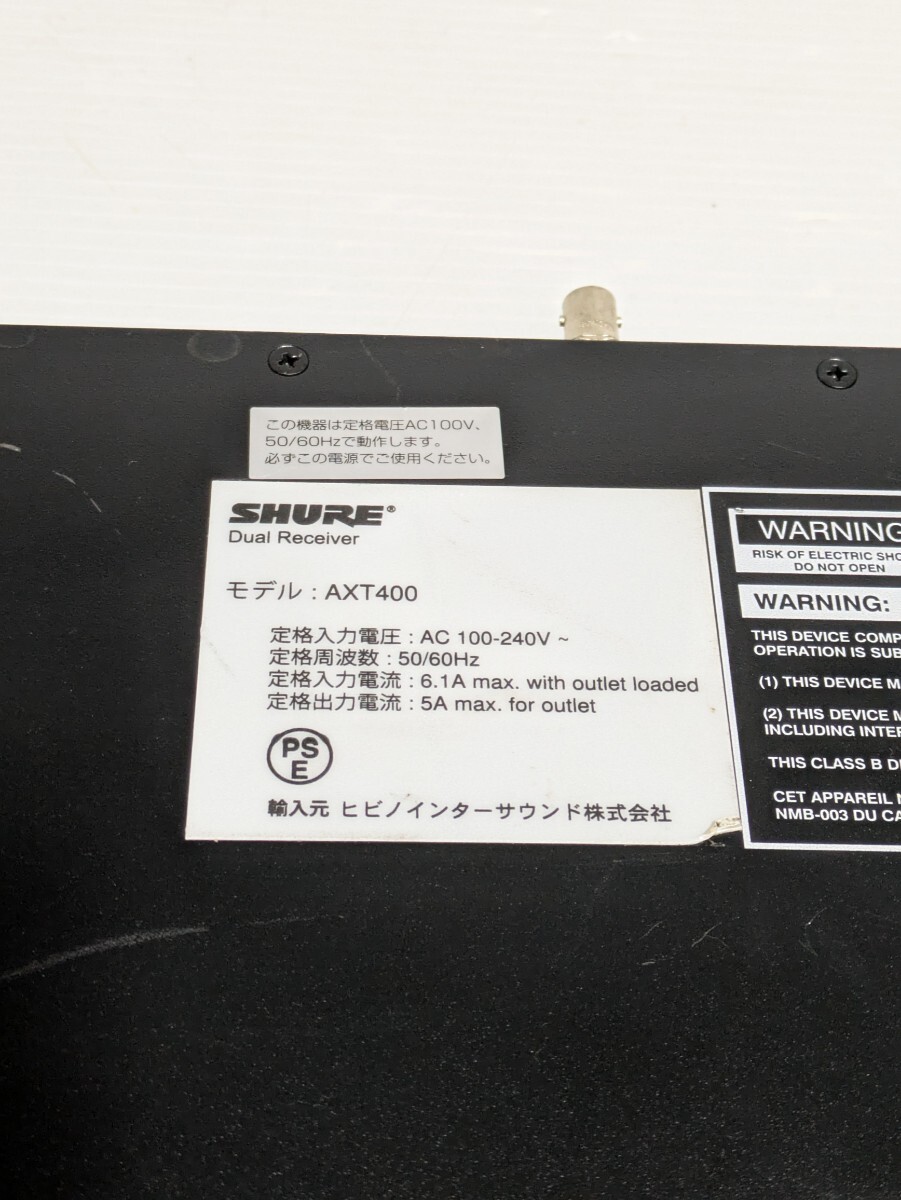 この機器は定格電圧AC100V、
50/60Hzで動作します。
必ずこの電源でご使用ください。
SHURE®
Dual Receiver
モデル : AXT400
定格入力電圧 : AC 100-240V ~
定格周波数 : 50/60Hz
定格入力電流 : 6.1A max. with outlet loaded
定格出力電流 : 5A max. for outlet
PS
E
輸入元 ヒビノインターサウンド株式会社
WARNING
RISK OF ELECTRIC SHO
DO NOT OPEN
WARNING:
THIS DEVICE COMP
OPERATION IS SUB
(1) THIS DEVICE M
(2) THIS DEVICE M
INCLUDING INTER
THIS CLASS B D
CET APPAREIL N
NMB-003 DU CA